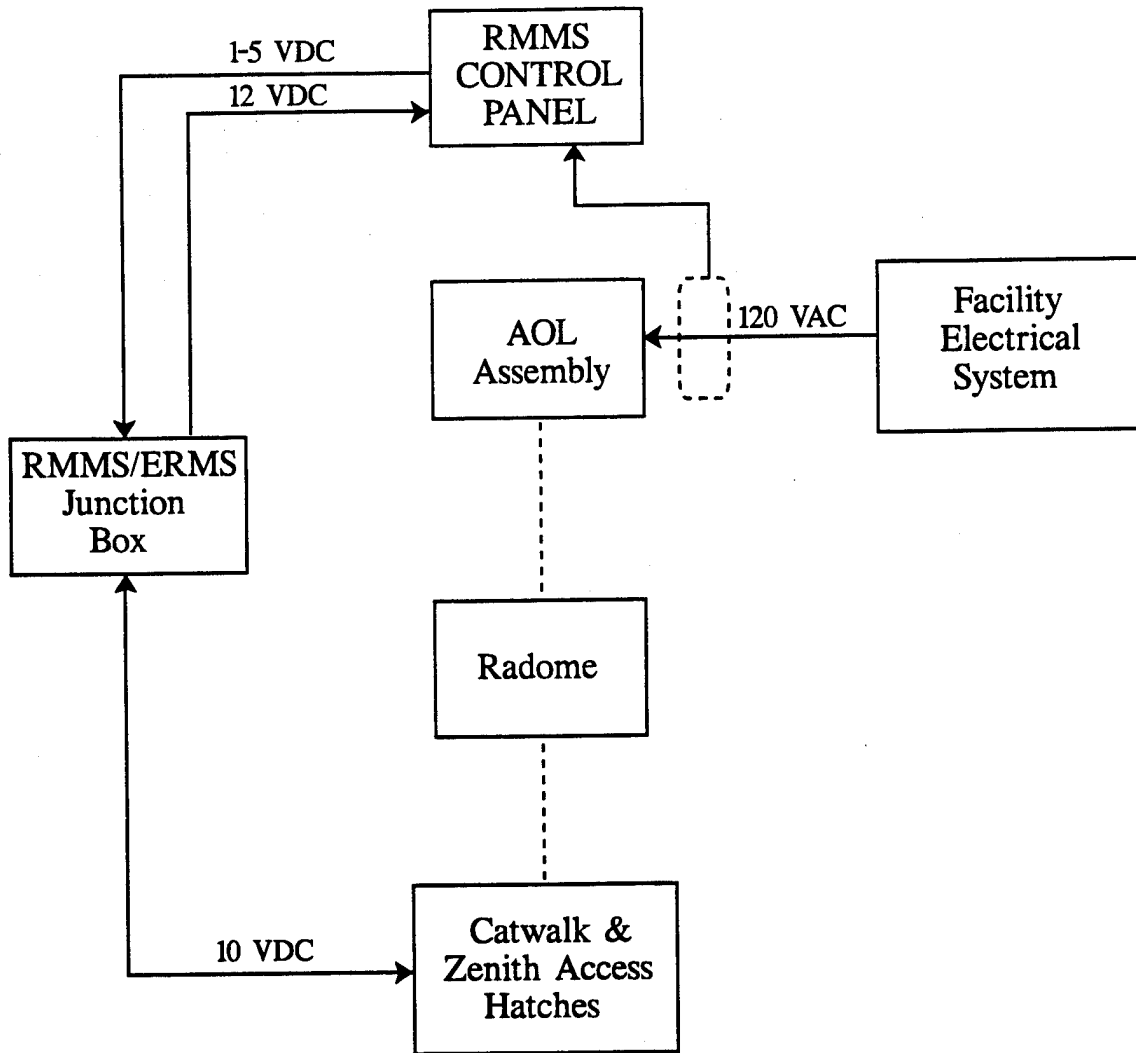 1-5 VDC
12 VDC
RMMS
CONTROL
PANEL
AOL
Assembly
120 VAC
Facility
Electrical
System
RMMS/ERMS
Junction
Box
Radome
10 VDC
Catwalk &
Zenith Access
Hatches